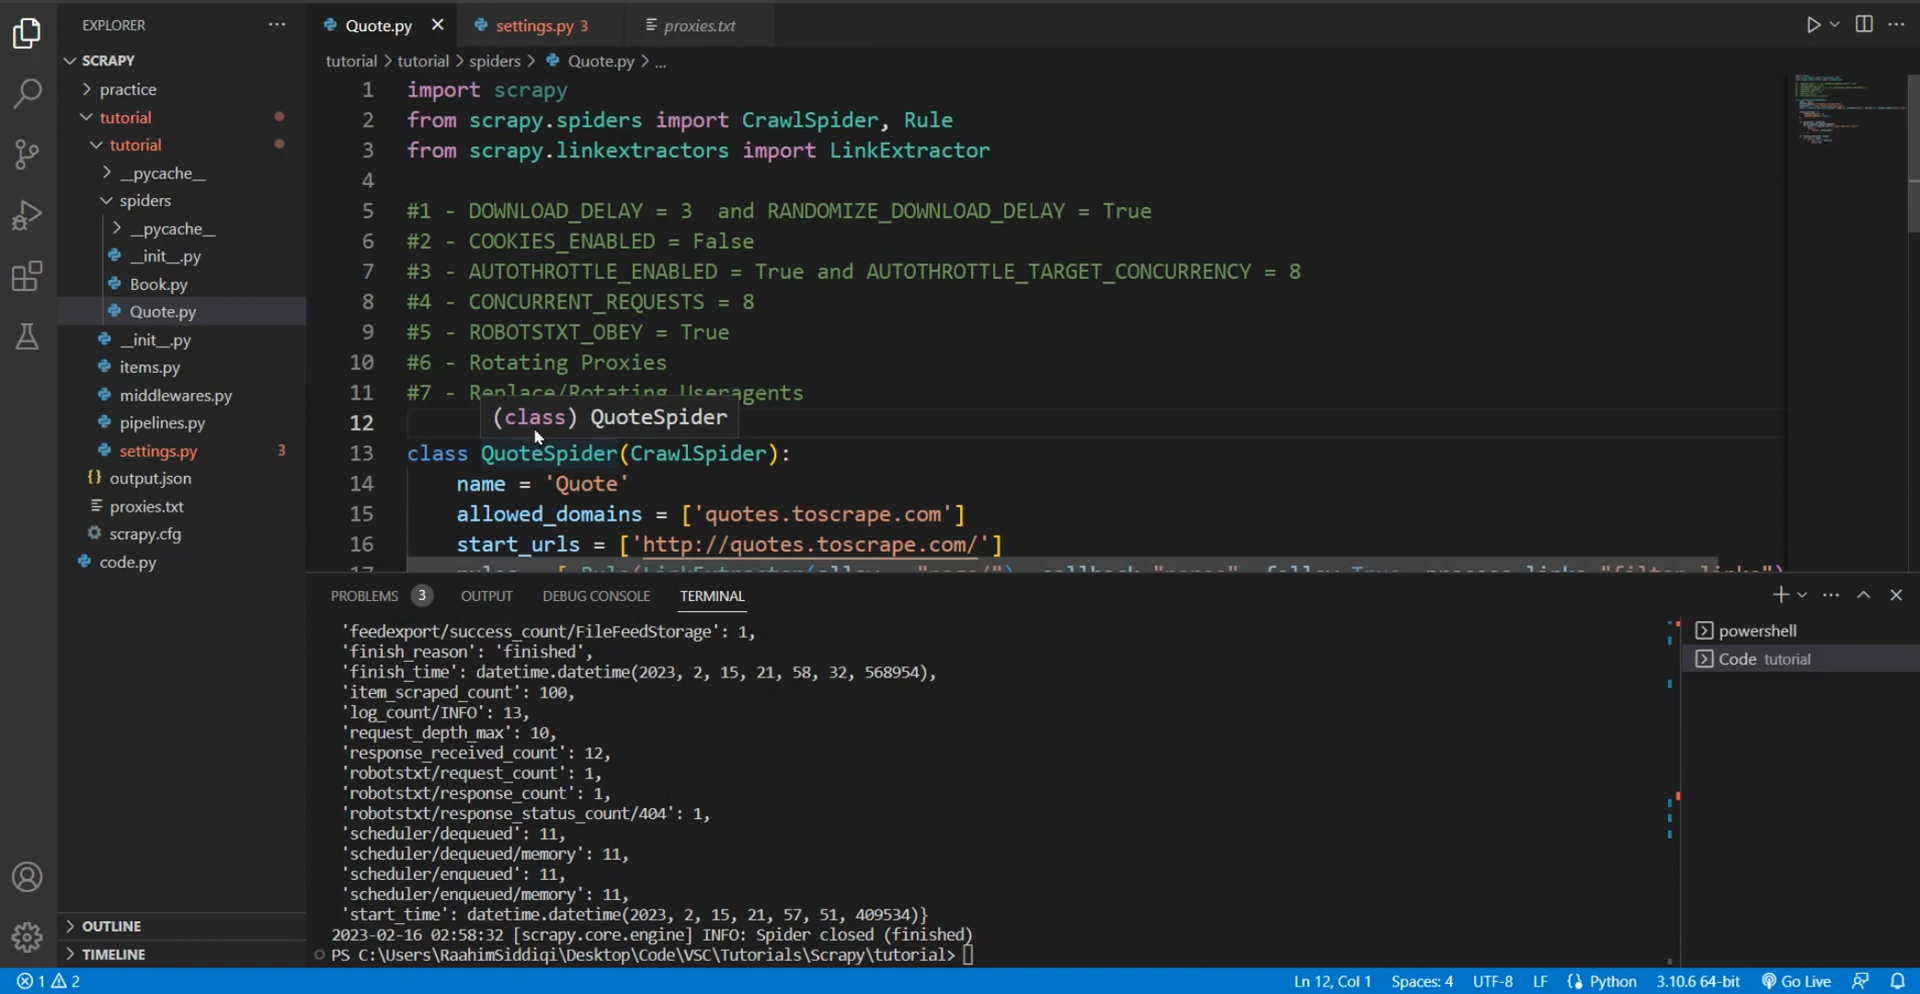 EXPLORER
SCRAPY
practice
tutorial
tutorial
__pycache__
spiders
__pycache__
__init__.py
Book.py
Quote.py
__init__.py
items.py
middlewares.py
pipelines.py
settings.py 3
{} output.json
proxies.txt
scrapy.cfg
code.py
OUTLINE
TIMELINE
Quote.py
settings.py 3
proxies.txt
tutorial > tutorial > spiders > Quote.py > ...
1 import scrapy
2 from scrapy.spiders import CrawlSpider, Rule
3 from scrapy.linkextractors import LinkExtractor
4
5 #1 - DOWNLOAD_DELAY = 3  and RANDOMIZE_DOWNLOAD_DELAY = True
6 #2 - COOKIES_ENABLED = False
7 #3 - AUTOTHROTTLE_ENABLED = True and AUTOTHROTTLE_TARGET_CONCURRENCY = 8
8 #4 - CONCURRENT_REQUESTS = 8
9 #5 - ROBOTSTXT_OBEY = True
10 #6 - Rotating Proxies
11 #7 - Replace/Rotating Useragents
12
(class) QuoteSpider
13 class QuoteSpider(CrawlSpider):
14 name = 'Quote'
15 allowed_domains = ['quotes.toscrape.com']
16 start_urls = ['http://quotes.toscrape.com/']
PROBLEMS 3 OUTPUT DEBUG CONSOLE TERMINAL
'feedexport/success_count/FileFeedStorage': 1,
'finish_reason': 'finished',
'finish_time': datetime.datetime(2023, 2, 15, 21, 58, 32, 568954),
'item_scraped_count': 100,
'log_count/INFO': 13,
'request_depth_max': 10,
'response_received_count': 12,
'robotstxt/request_count': 1,
'robotstxt/response_count': 1,
'robotstxt/response_status_count/404': 1,
'scheduler/dequeued': 11,
'scheduler/dequeued/memory': 11,
'scheduler/enqueued': 11,
'scheduler/enqueued/memory': 11,
'start_time': datetime.datetime(2023, 2, 15, 21, 57, 51, 409534)}
2023-02-16 02:58:32 [scrapy.core.engine] INFO: Spider closed (finished)
PS C:\Users\RaahimSiddiqi\Desktop\Code\VSC\Tutorials\Scrapy\tutorial>
powershell
Code tutorial
1 2
Ln 12, Col 1 Spaces: 4 UTF-8 LF Python 3.10.6 64-bit Go Live